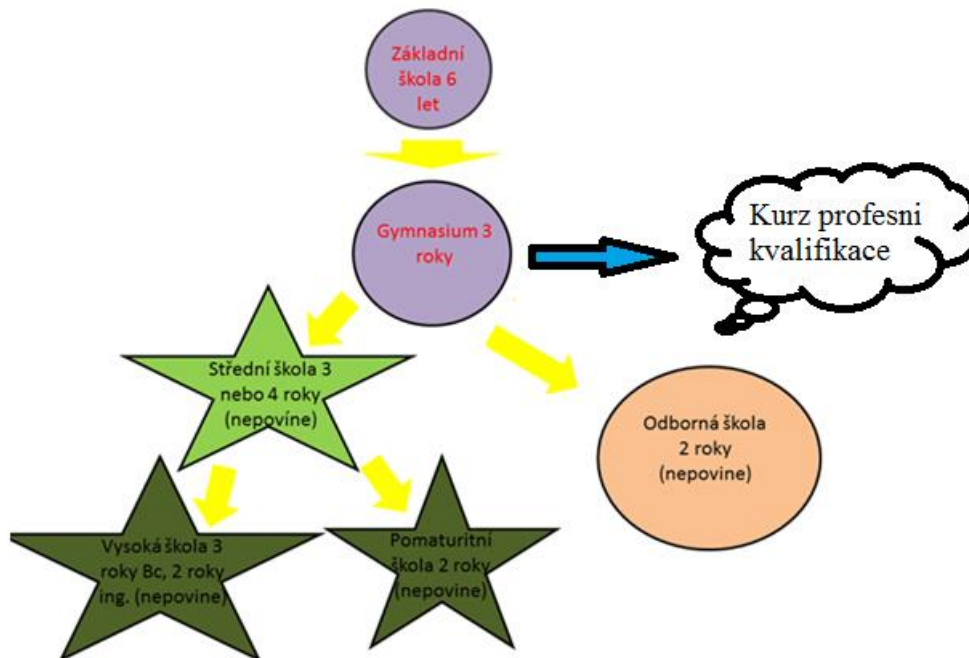 Základní
škola 6
let
Gymnasium 3
roky
Kurz profesni
kvalifikace
Střední škola 3
nebo 4 roky
(nepovíne)
Odborná škola
2 roky
(nepovine)
Vysoká škola 3
roky Bc, 2 roky
ing. (nepovine)
Pomaturitní
škola 2 roky
(nepovine)